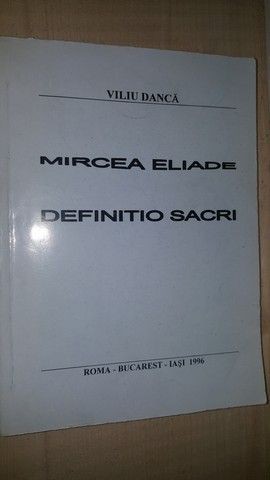 VILIU DANCĂ
MIRCEA ELIADE
DEFINITIO SACRI
ROMA - BUCAREST - IAŞI 1996